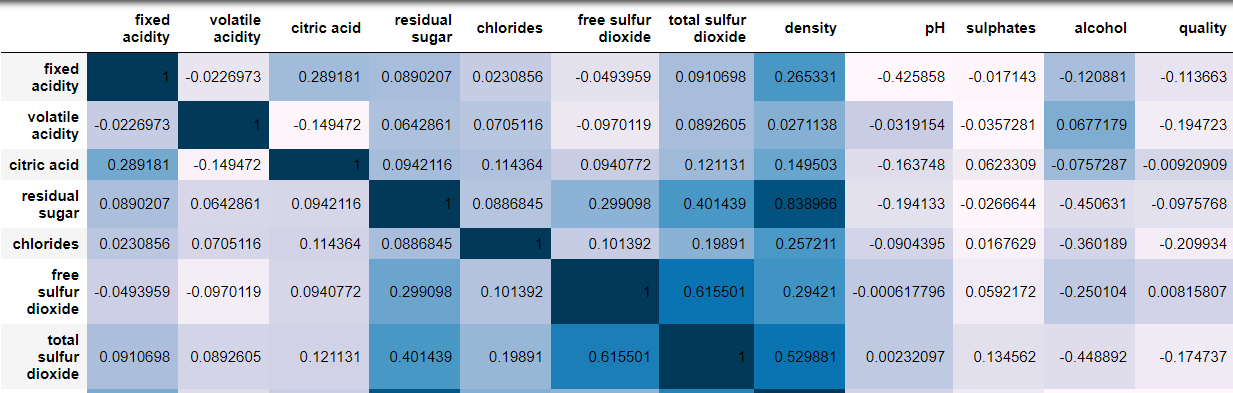 fixed acidity volatile acidity citric acid residual sugar chlorides free sulfur dioxide total sulfur dioxide density pH sulphates alcohol quality
fixed acidity 1 -0.0226973 0.289181 0.0890207 0.0230856 -0.0493959 0.0910698 0.265331 -0.425858 -0.017143 -0.120881 -0.113663
volatile acidity -0.0226973 1 -0.149472 0.0642861 0.0705116 -0.0970119 0.0892605 0.0271138 -0.0319154 -0.0357281 0.0677179 -0.194723
citric acid 0.289181 -0.149472 1 0.0942116 0.114364 0.0940772 0.121131 0.149503 -0.163748 0.0623309 -0.0757287 -0.00920909
residual sugar 0.0890207 0.0642861 0.0942116 1 0.0886845 0.299098 0.401439 0.838966 -0.194133 -0.0266644 -0.450631 -0.0975768
chlorides 0.0230856 0.0705116 0.114364 0.0886845 1 0.101392 0.19891 0.257211 -0.0904395 0.0167629 -0.360189 -0.209934
free sulfur dioxide -0.0493959 -0.0970119 0.0940772 0.299098 0.101392 1 0.615501 0.29421 -0.000617796 0.0592172 -0.250104 0.00815807
total sulfur dioxide 0.0910698 0.0892605 0.121131 0.401439 0.19891 0.615501 1 0.529881 0.00232097 0.134562 -0.448892 -0.174737